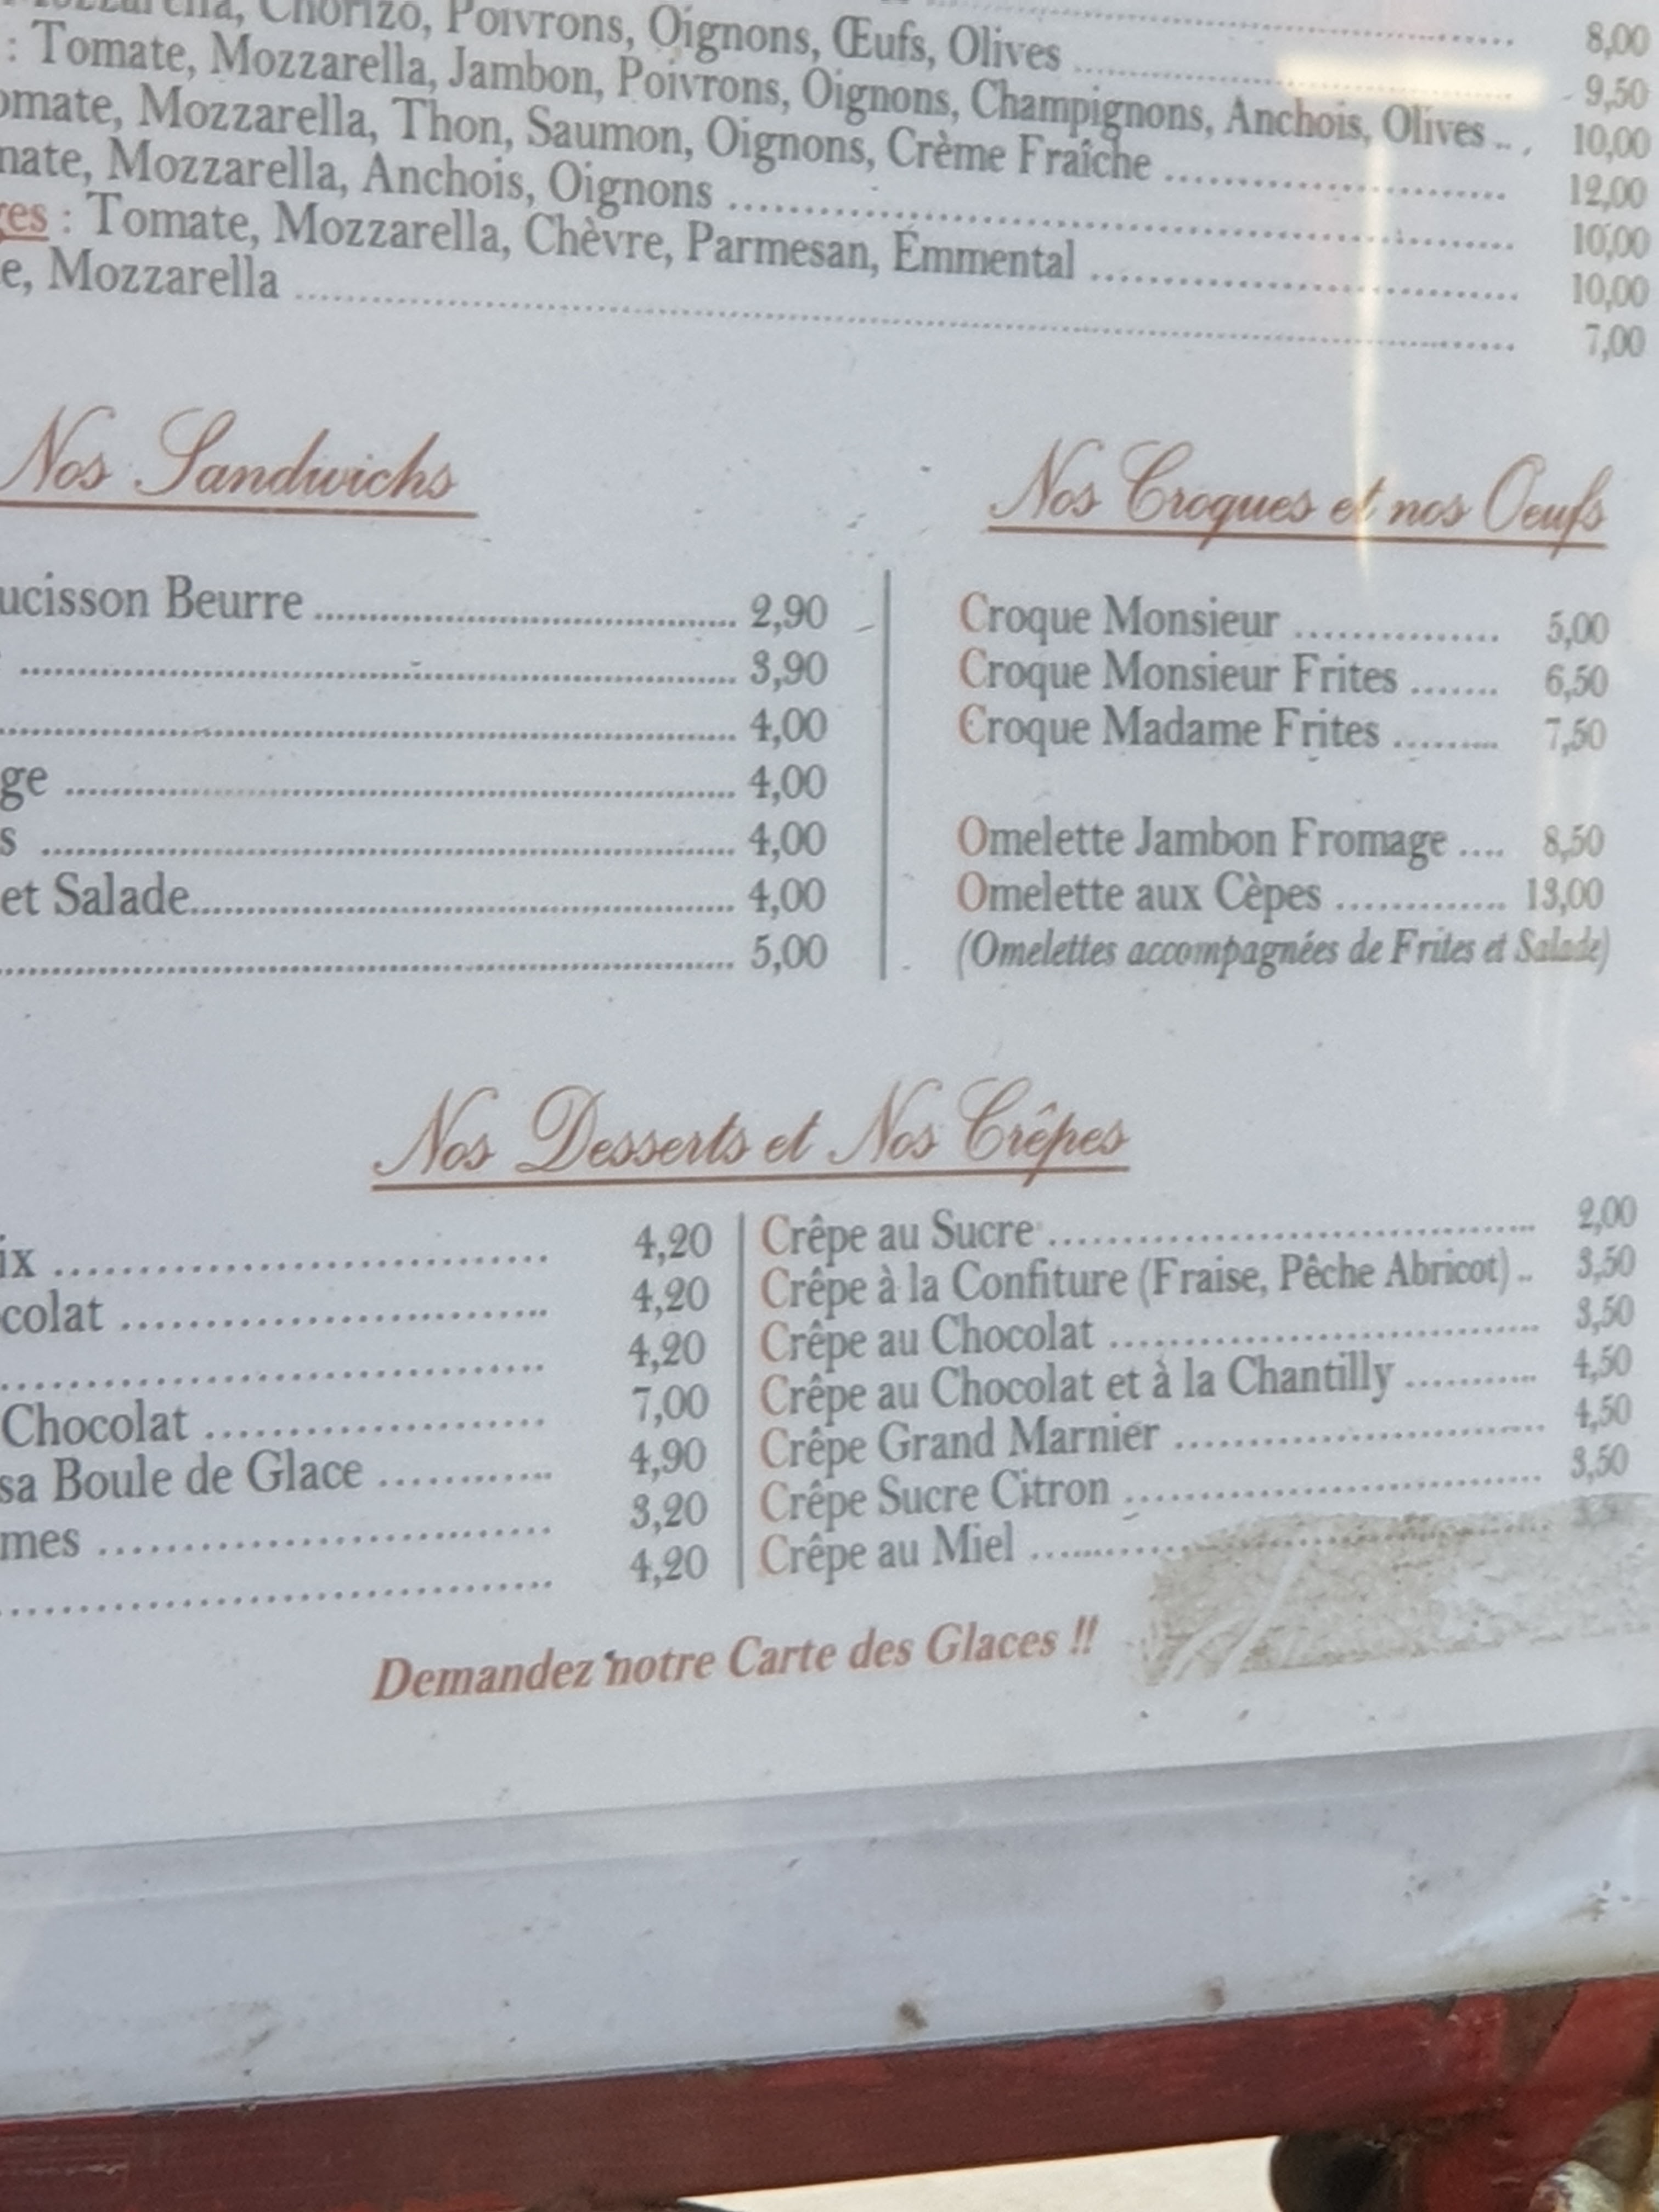 Chorizo, Poivrons, Oignons, Œufs, Olives
: Tomate, Mozzarella, Jambon, Poivrons, Oignons, Champignons, Anchois, Olives
Mozzarella, Thon, Saumon, Oignons, Crème Fraîche
Mozzarella, Anchois, Oignons
: Tomate, Mozzarella, Chèvre, Parmesan, Emmental
Mozzarella
8,00
9,50
10,00
12,00
10,00
10,00
7,00
Nos Sandwichs
ucisson Beurre 2,90
3,90
4,00
ge 4,00
s 4,00
et Salade 4,00
5,00
Nos Croques et nos Oeufs
Croque Monsieur 5,00
Croque Monsieur Frites 6,50
Croque Madame Frites 7,50
Omelette Jambon Fromage 8,50
Omelette aux Cèpes 13,00
(Omelettes accompagnées de Frites et Salade)
Nos Desserts et Nos Crêpes
ix 4,20
colat 4,20
4,20
Chocolat 7,00
sa Boule de Glace 4,90
mes 3,20
4,20
Crêpe au Sucre 2,00
Crêpe à la Confiture (Fraise, Pêche Abricot) 3,50
Crêpe au Chocolat 3,50
Crêpe au Chocolat et à la Chantilly 4,50
Crêpe Grand Marnier 4,50
Crêpe Sucre Citron 3,50
Crêpe au Miel
Demandez notre Carte des Glaces !!